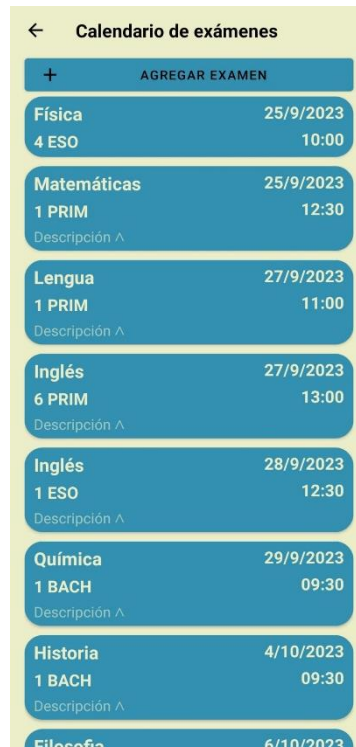 ← Calendario de exámenes
+ AGREGAR EXAMEN
Física 25/9/2023
4 ESO 10:00
Matemáticas 25/9/2023
1 PRIM 12:30
Descripción ˄
Lengua 27/9/2023
1 PRIM 11:00
Descripción ˄
Inglés 27/9/2023
6 PRIM 13:00
Descripción ˄
Inglés 28/9/2023
1 ESO 12:30
Descripción ˄
Química 29/9/2023
1 BACH 09:30
Descripción ˄
Historia 4/10/2023
1 BACH 09:30
Descripción ˄
Filosofia 6/10/2023